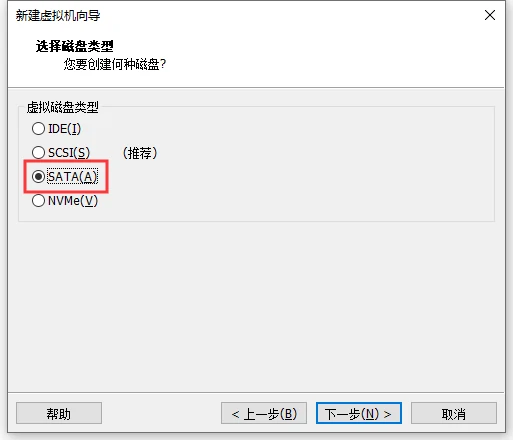 新建虚拟机向导
选择磁盘类型
您要创建何种磁盘?
虚拟磁盘类型
IDE(I)
SCSI(S) （推荐）
SATA(A)
NVMe(V)
帮助 < 上一步(B) 下一步(N) > 取消